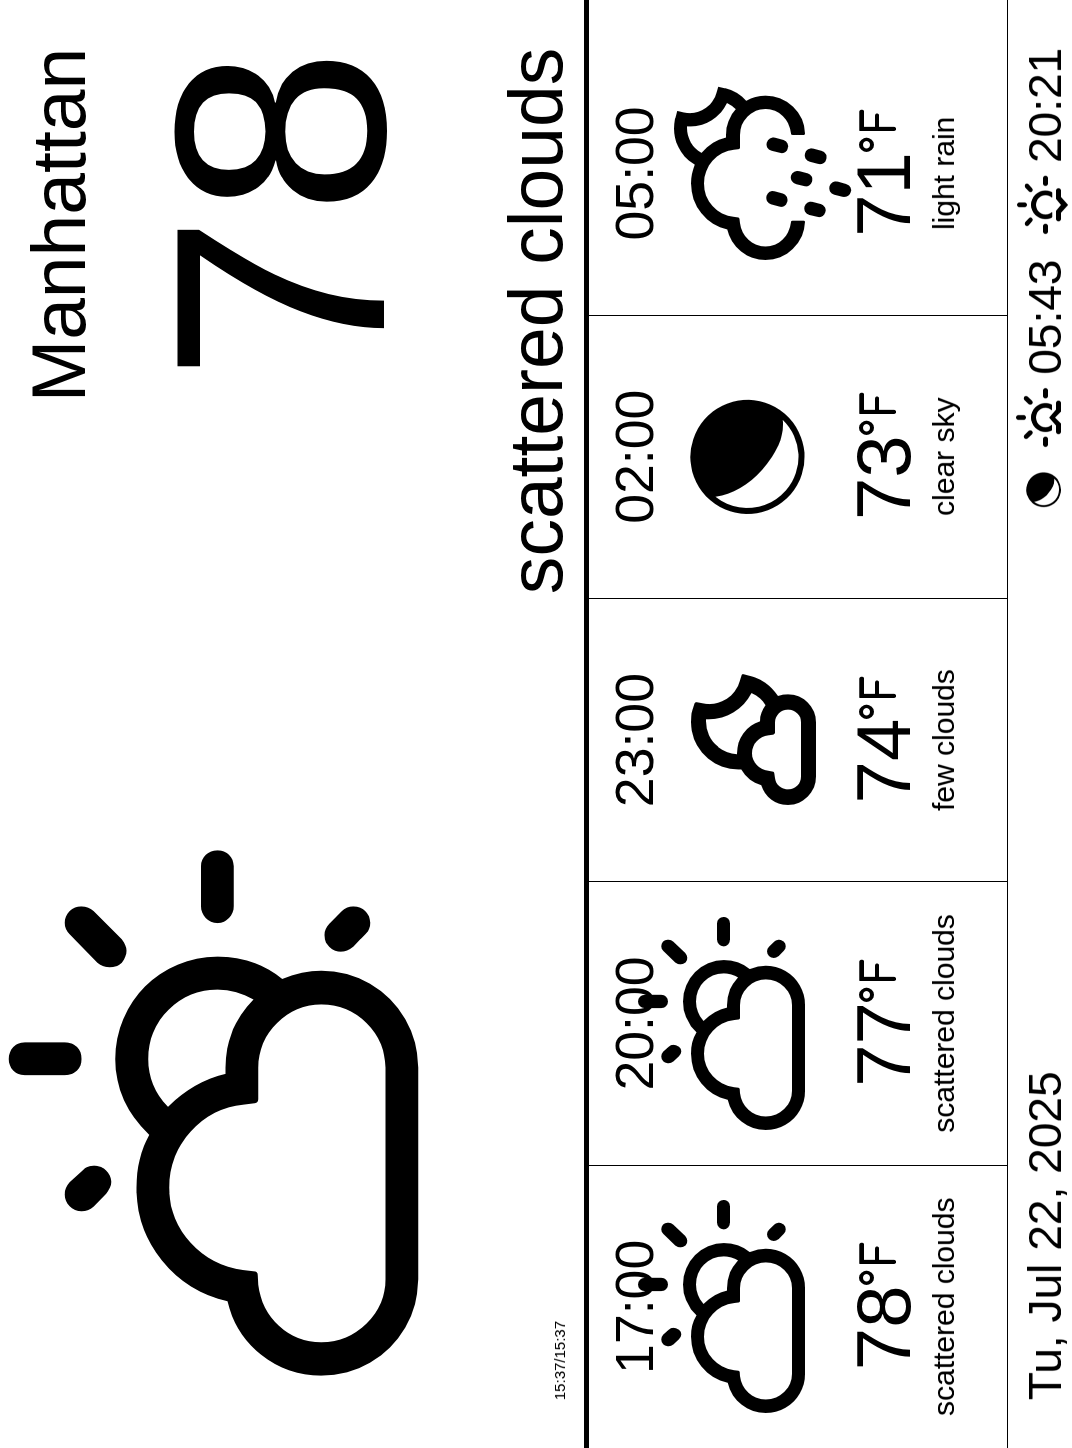 Manhattan
78
scattered clouds
15:37/15:37
17:00
78°F
scattered clouds
20:00
77°F
scattered clouds
23:00
74°F
few clouds
02:00
73°F
clear sky
05:00
71°F
light rain
Tu, Jul 22, 2025
05:43
20:21